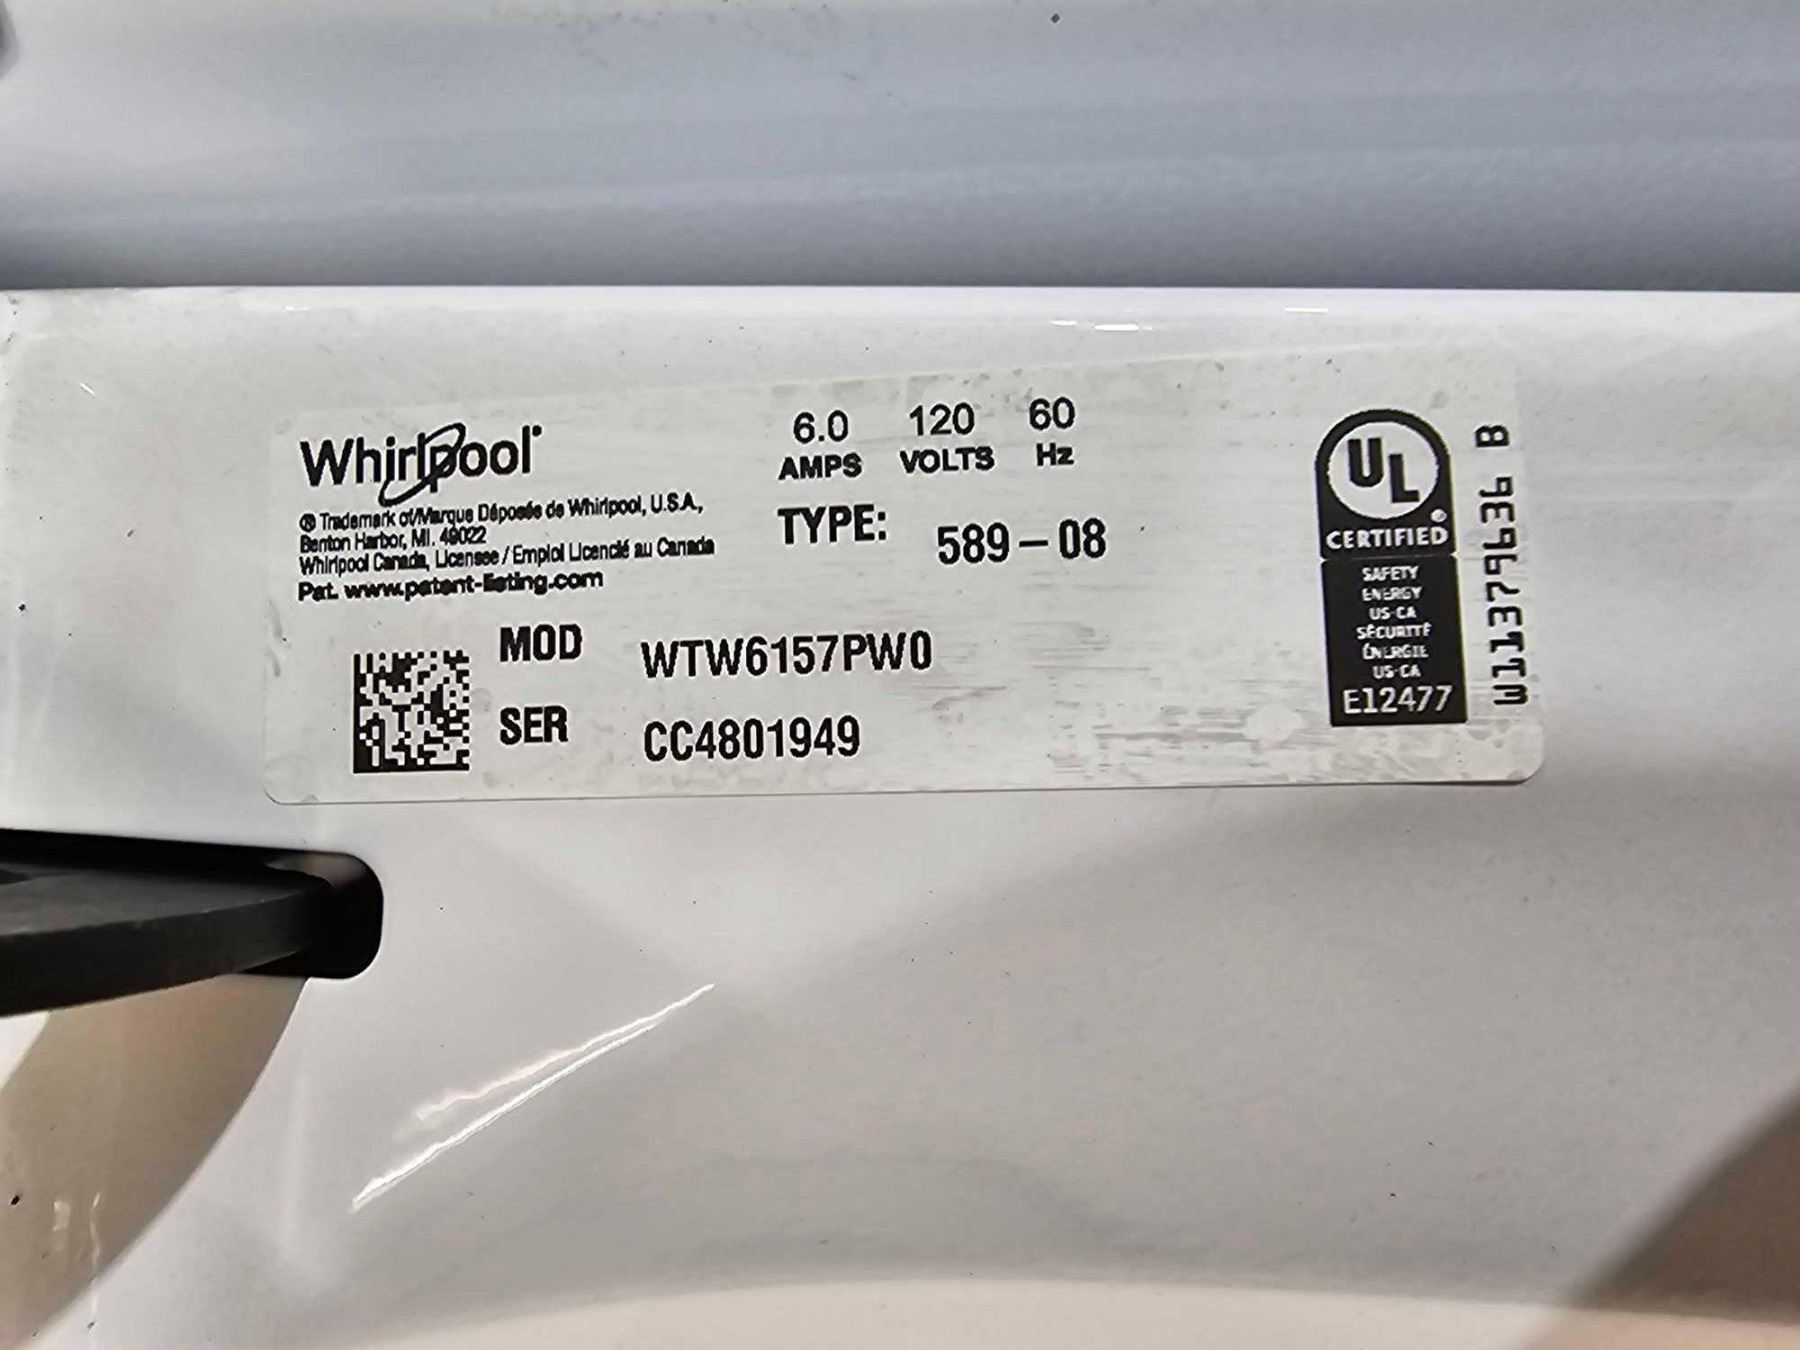 Whirlpool®
® Trademark of/Marque Déposée de Whirlpool, U.S.A.,
Benton Harbor, MI. 49022
Whirlpool Canada, Licensee / Emploi Licencié au Canada
Pat. www.patent-listing.com
6.0 120 60
AMPS VOLTS Hz
TYPE: 589-08
MOD WTW6157PW0
SER CC4801949
UL®
CERTIFIED
SAFETY
ENERGY
US-CA
SÉCURITÉ
ÉNERGIE
US-CA
E12477
W11379636 B